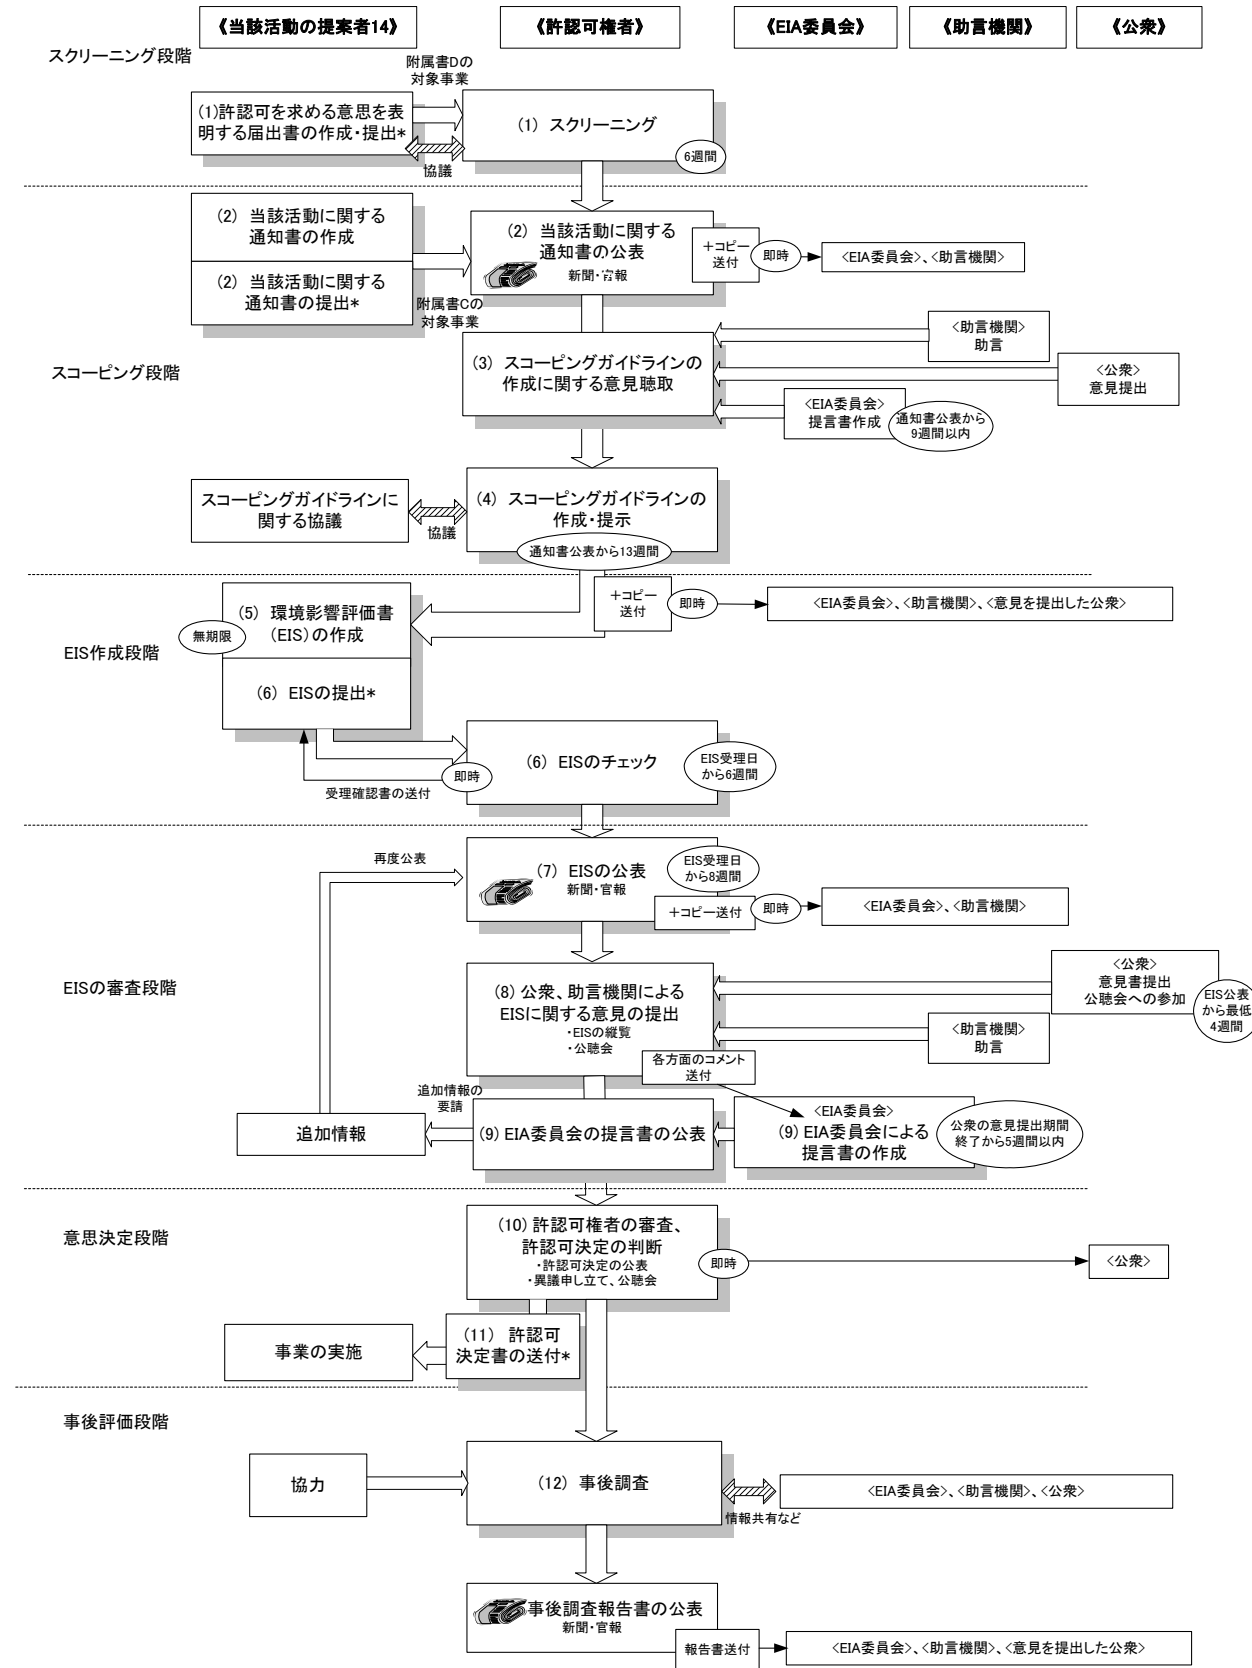 《当該活動の提案者14》
《許認可権者》
《EIA委員会》
《助言機関》
《公衆》
スクリーニング段階
附属書Dの
対象事業
(1)許認可を求める意思を表
明する届出書の作成・提出*
(1) スクリーニング
6週間
協議
(2) 当該活動に関する
通知書の作成
(2) 当該活動に関する
通知書の提出*
(2) 当該活動に関する
通知書の公表
新聞・官報
+コピー
送付
即時
<EIA委員会>、<助言機関>
附属書Cの
対象事業
スコーピング段階
(3) スコーピングガイドラインの
作成に関する意見聴取
<助言機関>
助言
<公衆>
意見提出
<EIA委員会>
提言書作成
通知書公表から
9週間以内
スコーピングガイドラインに
関する協議
協議
(4) スコーピングガイドラインの
作成・提示
通知書公表から13週間
+コピー
送付
即時
<EIA委員会>、<助言機関>、<意見を提出した公衆>
EIS作成段階
(5) 環境影響評価書
(EIS)の作成
無期限
(6) EISの提出*
(6) EISのチェック
EIS受理日
から6週間
即時
受理確認書の送付
再度公表
(7) EISの公表
新聞・官報
EIS受理日
から8週間
+コピー送付
即時
<EIA委員会>、<助言機関>
EISの審査段階
(8) 公衆、助言機関による
EISに関する意見の提出
・EISの縦覧
・公聴会
<公衆>
意見書提出
公聴会への参加
EIS公表
から最低
4週間
<助言機関>
助言
各方面のコメント
送付
追加情報の
要請
追加情報
(9) EIA委員会の提言書の公表
<EIA委員会>
(9) EIA委員会による
提言書の作成
公衆の意見提出期間
終了から5週間以内
意思決定段階
(10) 許認可権者の審査、
許認可決定の判断
・許認可決定の公表
・異議申し立て、公聴会
即時
<公衆>
事業の実施
(11) 許認可
決定書の送付*
事後評価段階
協力
(12) 事後調査
情報共有など
<EIA委員会>、<助言機関>、<公衆>
事後調査報告書の公表
新聞・官報
報告書送付
<EIA委員会>、<助言機関>、<意見を提出した公衆>